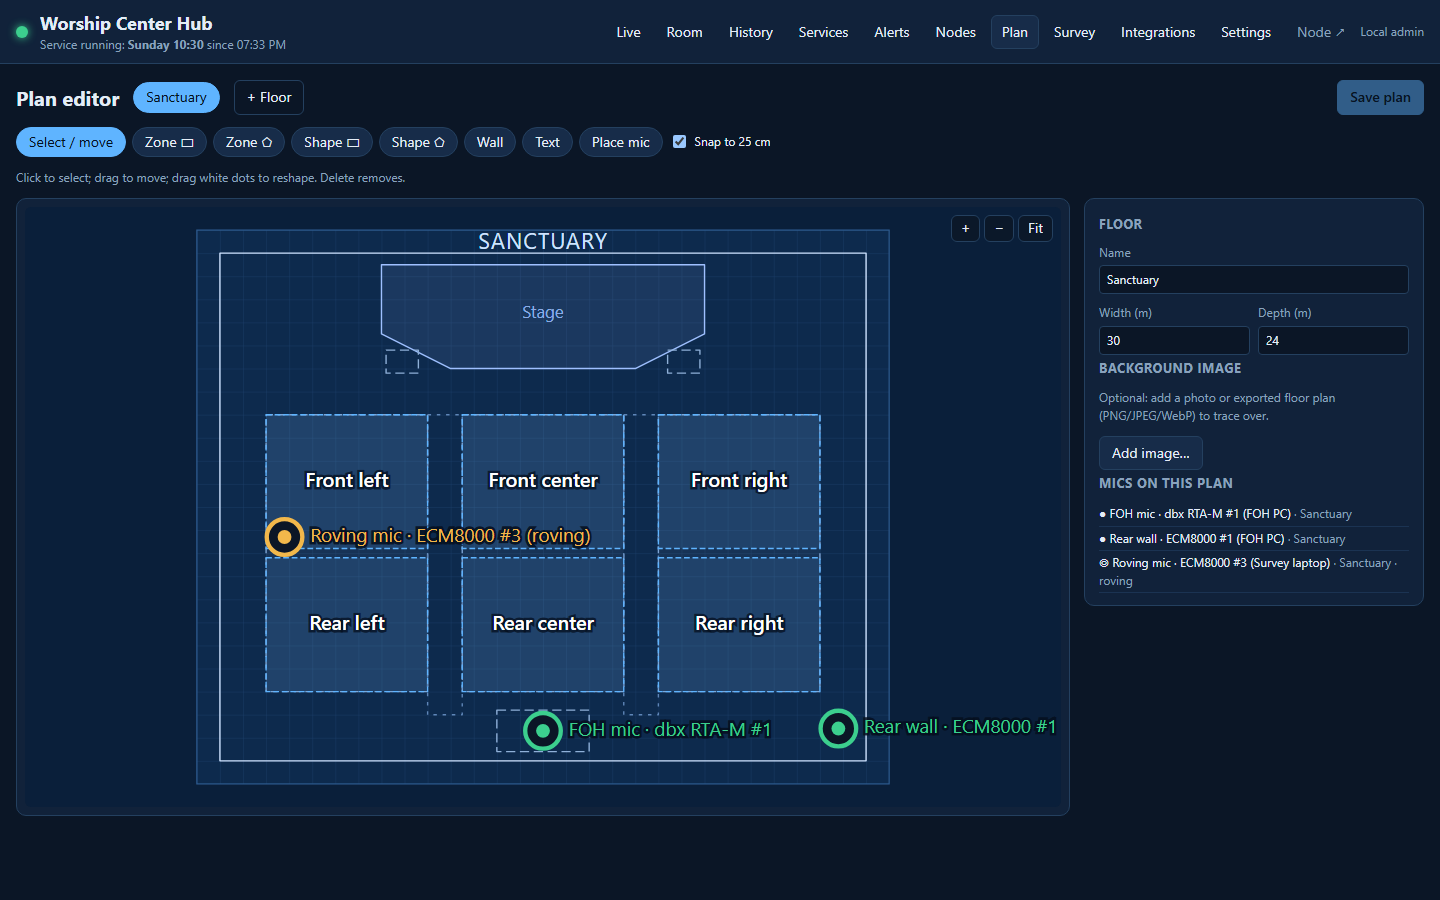 Worship Center Hub
Service running: Sunday 10:30 since 07:33 PM
Live Room History Services Alerts Nodes Plan Survey Integrations Settings Node ↗ Local admin
Plan editor Sanctuary + Floor Save plan
Select / move Zone ▭ Zone ⬠ Shape ▭ Shape ⬠ Wall Text Place mic Snap to 25 cm
Click to select; drag to move; drag white dots to reshape. Delete removes.
+ − Fit
SANCTUARY
Stage
Front left Front center Front right
Roving mic · ECM8000 #3 (roving)
Rear left Rear center Rear right
FOH mic · dbx RTA-M #1
Rear wall · ECM8000 #1
FLOOR
Name
Sanctuary
Width (m) Depth (m)
30 24
BACKGROUND IMAGE
Optional: add a photo or exported floor plan
(PNG/JPEG/WebP) to trace over.
Add image...
MICS ON THIS PLAN
● FOH mic · dbx RTA-M #1 (FOH PC) · Sanctuary
● Rear wall · ECM8000 #1 (FOH PC) · Sanctuary
◎ Roving mic · ECM8000 #3 (Survey laptop) · Sanctuary ·
roving